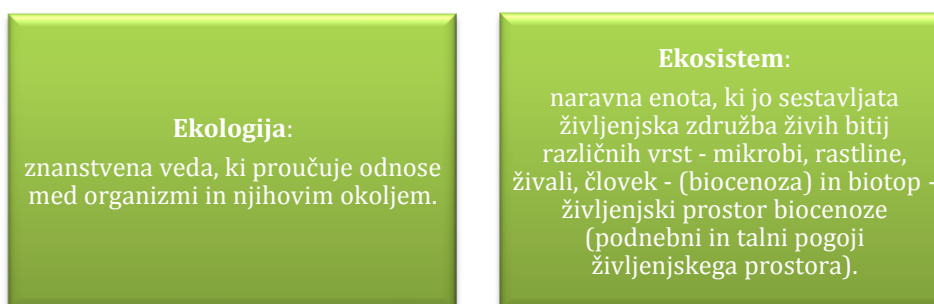 Ekologija:
znanstvena veda, ki proučuje odnose
med organizmi in njihovim okoljem.
Ekosistem:
naravna enota, ki jo sestavljata
življenjska združba živih bitij
različnih vrst - mikrobi, rastline,
živali, človek - (biocenoza) in biotop -
življenjski prostor biocenoze
(podnebni in talni pogoji
življenjskega prostora).